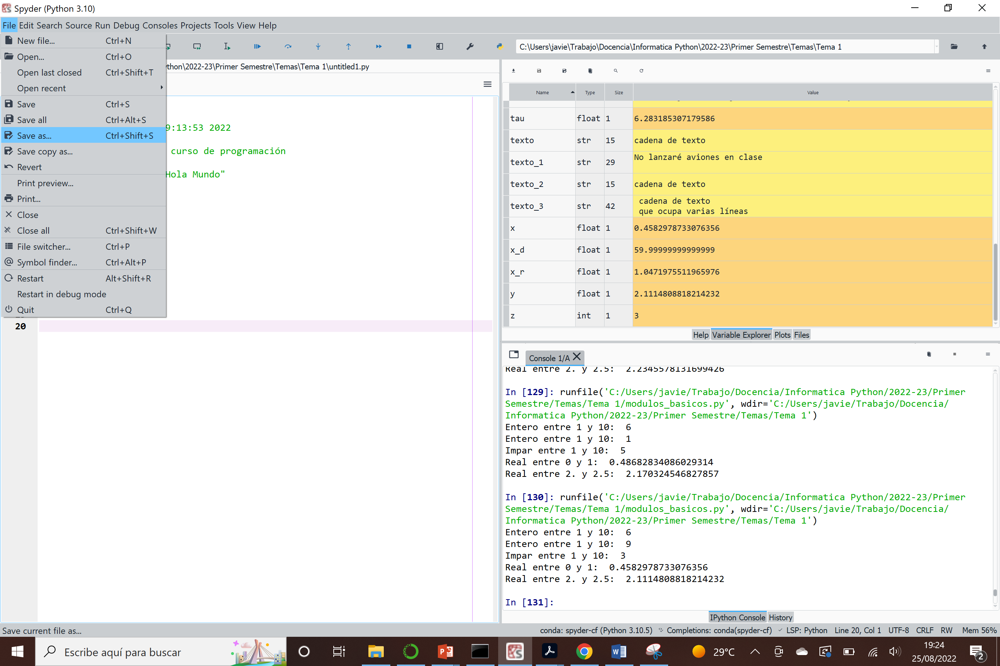 Spyder (Python 3.10)
File Edit Search Source Run Debug Consoles Projects Tools View Help
New file... Ctrl+N
Open... Ctrl+O
Open last closed Ctrl+Shift+T
Open recent
Save Ctrl+S
Save all Ctrl+Alt+S
Save as... Ctrl+Shift+S
Save copy as...
Revert
Print preview...
Print...
Close
Close all Ctrl+Shift+W
File switcher... Ctrl+P
Symbol finder... Ctrl+Alt+P
Restart Alt+Shift+R
Restart in debug mode
Quit Ctrl+Q
C:\Users\javie\Trabajo\Docencia\Informatica Python\2022-23\Primer Semestre\Temas\Tema 1
thon\2022-23\Primer Semestre\Temas\Tema 1\untitled1.py
9:13:53 2022
curso de programación
Hola Mundo"
20
Name Type Size Value
tau float 1 6.283185307179586
texto str 15 cadena de texto
texto_1 str 29 No lanzaré aviones en clase
texto_2 str 15 cadena de texto
texto_3 str 42 cadena de texto
que ocupa varias líneas
x float 1 0.4582978733076356
x_d float 1 59.99999999999999
x_r float 1 1.0471975511965976
y float 1 2.1114808818214232
z int 1 3
Help Variable Explorer Plots Files
Console 1/A
Real entre 2. y 2.5:  2.2345578131699426
In [129]: runfile('C:/Users/javie/Trabajo/Docencia/Informatica Python/2022-23/Primer
Semestre/Temas/Tema 1/modulos_basicos.py', wdir='C:/Users/javie/Trabajo/Docencia/
Informatica Python/2022-23/Primer Semestre/Temas/Tema 1')
Entero entre 1 y 10:  6
Entero entre 1 y 10:  1
Impar entre 1 y 10:  5
Real entre 0 y 1:  0.48682834086029314
Real entre 2. y 2.5:  2.170324546827857
In [130]: runfile('C:/Users/javie/Trabajo/Docencia/Informatica Python/2022-23/Primer
Semestre/Temas/Tema 1/modulos_basicos.py', wdir='C:/Users/javie/Trabajo/Docencia/
Informatica Python/2022-23/Primer Semestre/Temas/Tema 1')
Entero entre 1 y 10:  6
Entero entre 1 y 10:  9
Impar entre 1 y 10:  3
Real entre 0 y 1:  0.4582978733076356
Real entre 2. y 2.5:  2.1114808818214232
In [131]:
IPython Console History
Save current file as...
conda: spyder-cf (Python 3.10.5) Completions: conda(spyder-cf) LSP: Python Line 20, Col 1 UTF-8 CRLF RW Mem 56%
Escribe aquí para buscar
29°C
19:24
25/08/2022
2